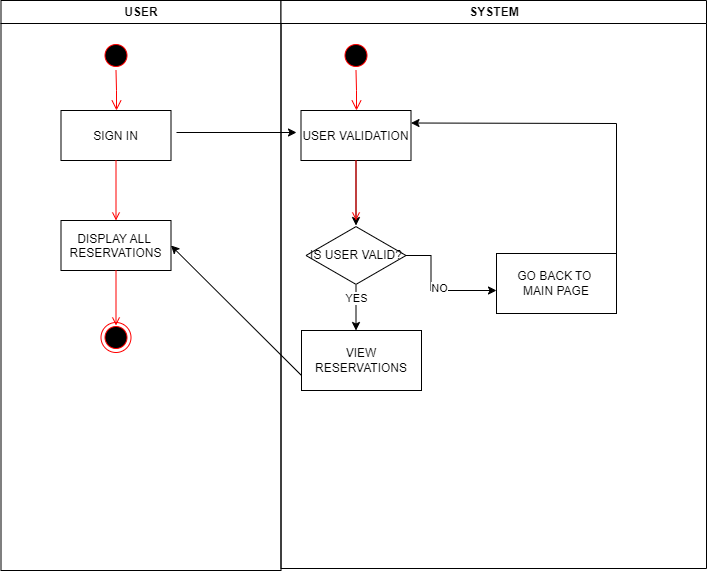 USER
SYSTEM
SIGN IN
USER VALIDATION
DISPLAY ALL
RESERVATIONS
IS USER VALID?
NO
GO BACK TO
MAIN PAGE
YES
VIEW
RESERVATIONS